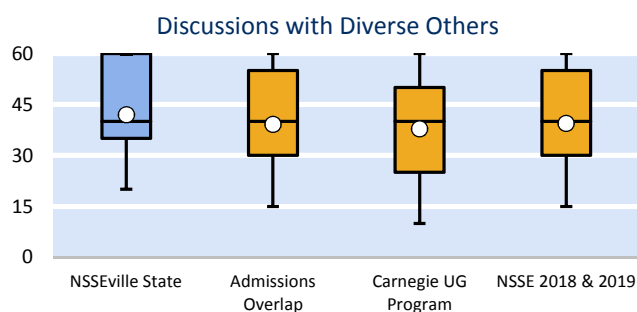 Discussions with Diverse Others
60
45
30
15
0
NSSEville State
Admissions
Overlap
Carnegie UG
Program
NSSE 2018 & 2019